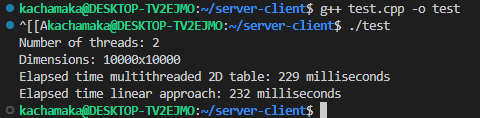 kachamaka@DESKTOP-TV2EJMO:~/server-client$ g++ test.cpp -o test
^[[Akachamaka@DESKTOP-TV2EJMO:~/server-client$ ./test
Number of threads: 2
Dimensions: 10000x10000
Elapsed time multithreaded 2D table: 229 milliseconds
Elapsed time linear approach: 232 milliseconds
kachamaka@DESKTOP-TV2EJMO:~/server-client$